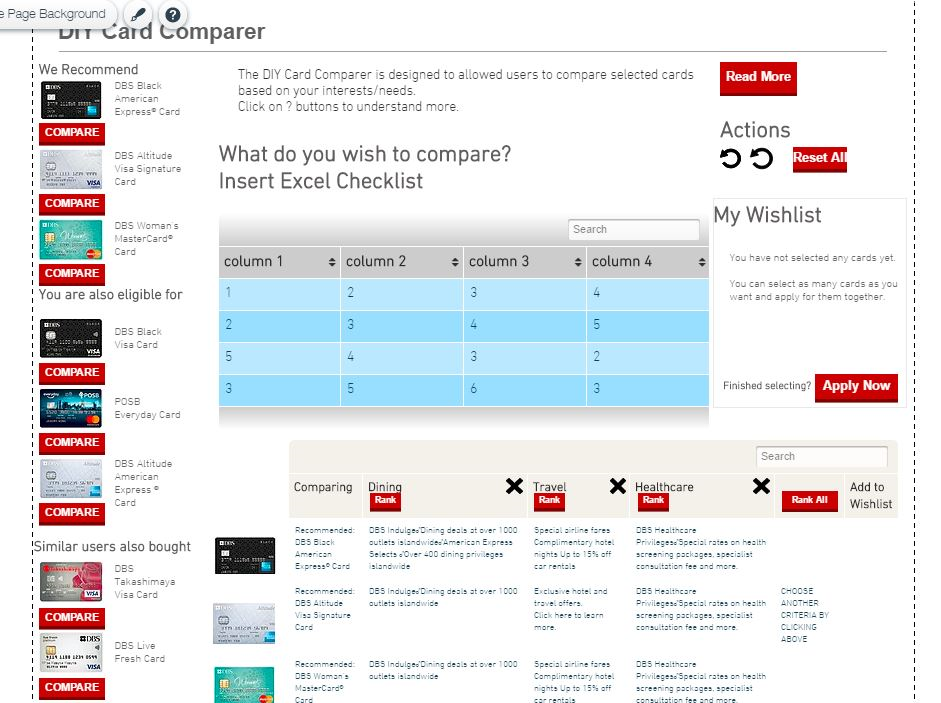 e Page Background
DIY Card Comparer
We Recommend
DBS Black
American
Express® Card
COMPARE
DBS Altitude
Visa Signature
Card
COMPARE
DBS Woman's
MasterCard®
Card
COMPARE
You are also eligible for
DBS Black
Visa Card
COMPARE
POSB
Everyday Card
COMPARE
DBS Altitude
American
Express ®
Card
COMPARE
Similar users also bought
DBS
Takashimaya
Visa Card
COMPARE
DBS Live
Fresh Card
COMPARE
The DIY Card Comparer is designed to allowed users to compare selected cards
based on your interests/needs.
Click on ? buttons to understand more.
Read More
Actions
Reset All
What do you wish to compare?
Insert Excel Checklist
Search
column 1 column 2 column 3 column 4
1 2 3 4
2 3 4 5
5 4 3 2
3 5 6 3
My Wishlist
You have not selected any cards yet.
You can select as many cards as you
want and apply for them together.
Finished selecting? Apply Now
Search
Comparing
Dining
Rank
Travel
Rank
Healthcare
Rank
Rank All
Add to
Wishlist
Recommended:
DBS Black
American
Express® Card
DBS Indulge"Dining deals at over 1000
outlets islandwide"American Express
Selects "Over 400 dining privileges
islandwide
Special airline fares
Complimentary hotel
nights Up to 15% off
car rentals
DBS Healthcare
Privileges"Special rates on health
screening packages, specialist
consultation fee and more.
Recommended:
DBS Altitude
Visa Signature
Card
DBS Indulge"Dining deals at over 1000
outlets islandwide
Exclusive hotel and
travel offers.
Click here to learn
more.
DBS Healthcare
Privileges"Special rates on health
screening packages, specialist
consultation fee and more.
CHOOSE
ANOTHER
CRITERIA BY
CLICKING
ABOVE
Recommended:
DBS Woman's
MasterCard®
Card
DBS Indulge"Dining deals at over 1000
outlets islandwide
Special airline fares
Complimentary hotel
nights Up to 15% off
car rentals
DBS Healthcare
Privileges"Special rates on health
screening packages, specialist
consultation fee and more.